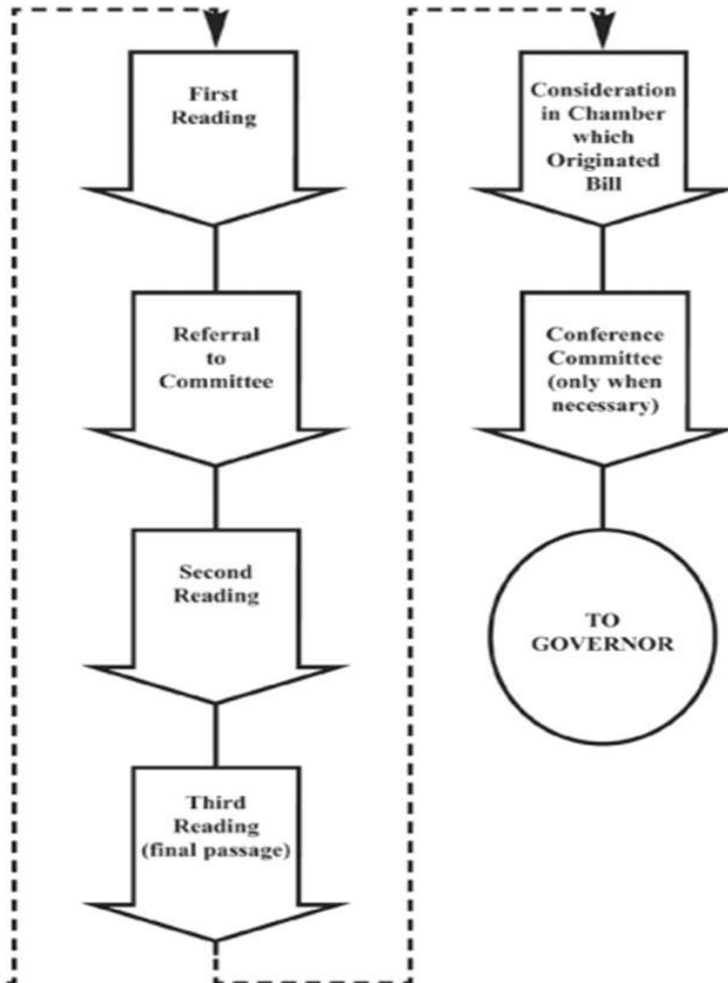 First
Reading
Referral
to
Committee
Second
Reading
Third
Reading
(final passage)
Consideration
in Chamber
which
Originated
Bill
Conference
Committee
(only when
necessary)
TO
GOVERNOR